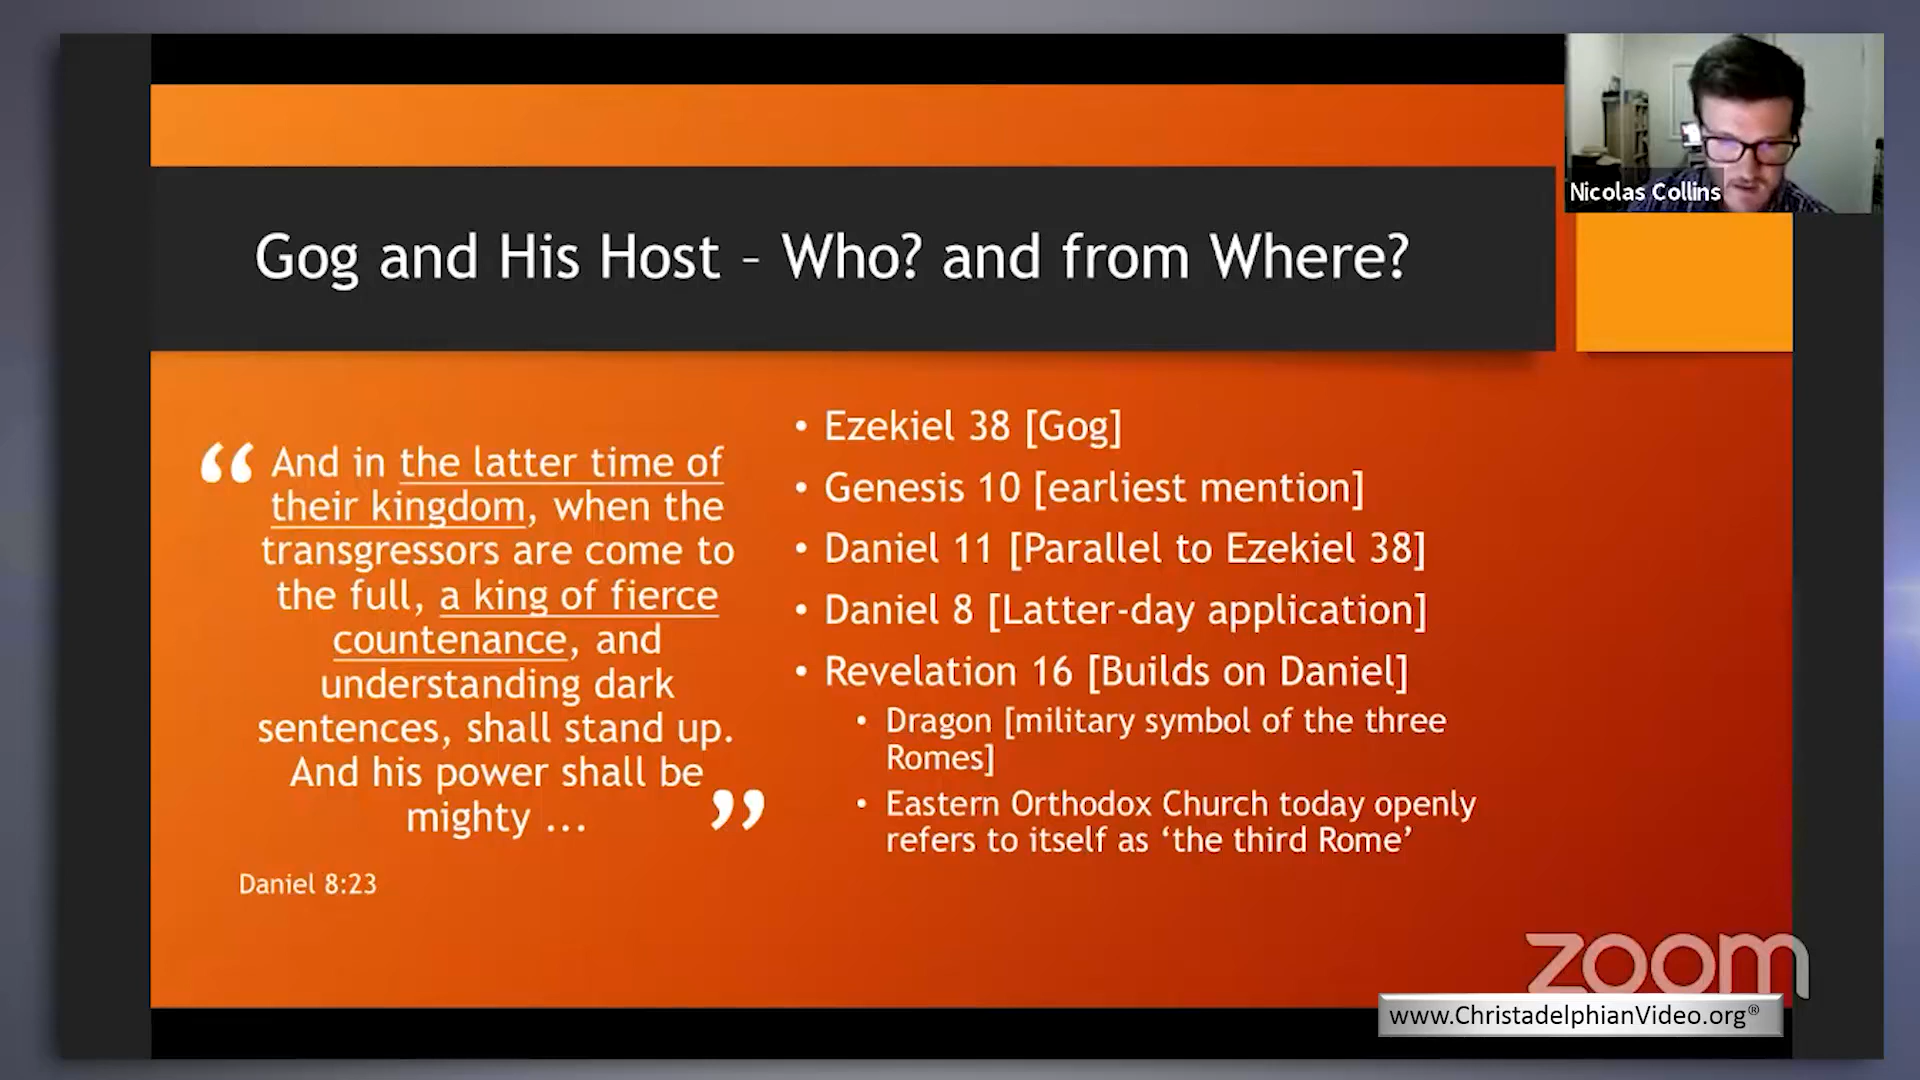 Nicolas Collins
Gog and His Host – Who? and from Where?
“ And in the latter time of
their kingdom, when the
transgressors are come to
the full, a king of fierce
countenance, and
understanding dark
sentences, shall stand up.
And his power shall be
mighty ... ”
Daniel 8:23
• Ezekiel 38 [Gog]
• Genesis 10 [earliest mention]
• Daniel 11 [Parallel to Ezekiel 38]
• Daniel 8 [Latter-day application]
• Revelation 16 [Builds on Daniel]
• Dragon [military symbol of the three
Romes]
• Eastern Orthodox Church today openly
refers to itself as ‘the third Rome’
zoom
www.ChristadelphianVideo.org®